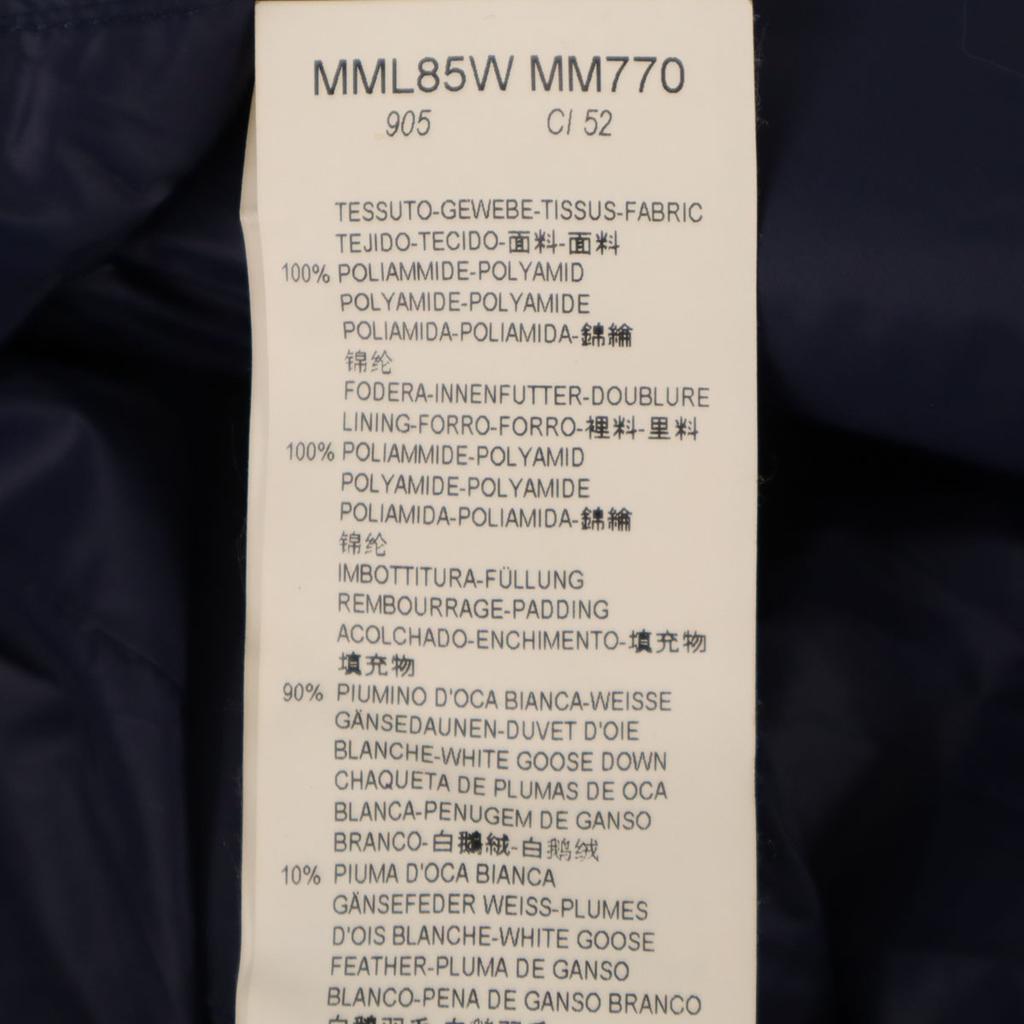 MML85W MM770
905 CI 52
TESSUTO-GEWEBE-TISSUS-FABRIC
TEJIDO-TECIDO-面料-面料
100% POLIAMMIDE-POLYAMID
POLYAMIDE-POLYAMIDE
POLIAMIDA-POLIAMIDA-錦綸
锦纶
FODERA-INNENFUTTER-DOUBLURE
LINING-FORRO-FORRO-裡料-里料
100% POLIAMMIDE-POLYAMID
POLYAMIDE-POLYAMIDE
POLIAMIDA-POLIAMIDA-錦綸
锦纶
IMBOTTITURA-FÜLLUNG
REMBOURRAGE-PADDING
ACOLCHADO-ENCHIMENTO-填充物
填充物
90% PIUMINO D'OCA BIANCA-WEISSE
GÄNSEDAUNEN-DUVET D'OIE
BLANCHE-WHITE GOOSE DOWN
CHAQUETA DE PLUMAS DE OCA
BLANCA-PENUGEM DE GANSO
BRANCO-白鵝絨-白鹅绒
10% PIUMA D'OCA BIANCA
GÄNSEFEDER WEISS-PLUMES
D'OIS BLANCHE-WHITE GOOSE
FEATHER-PLUMA DE GANSO
BLANCO-PENA DE GANSO BRANCO